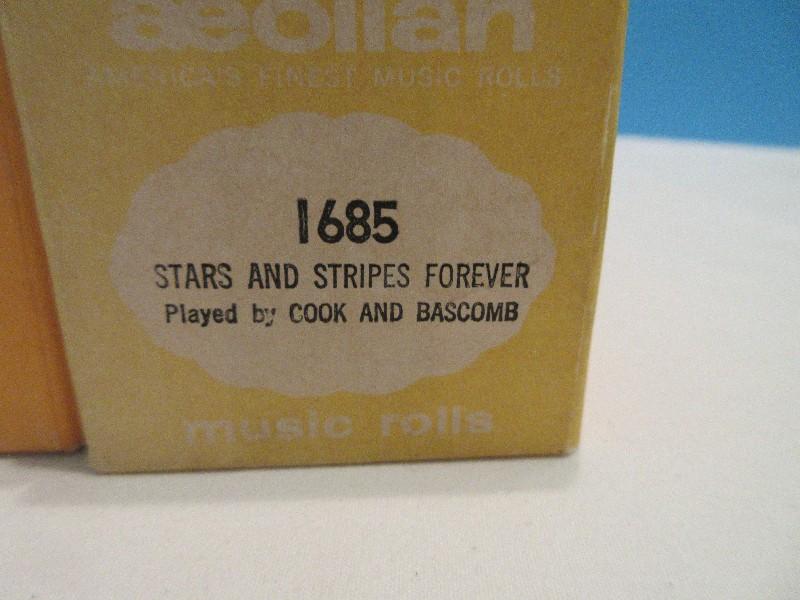 aeolian
AMERICA'S FINEST MUSIC ROLLS
1685
STARS AND STRIPES FOREVER
Played by COOK AND BASCOMB
music rolls